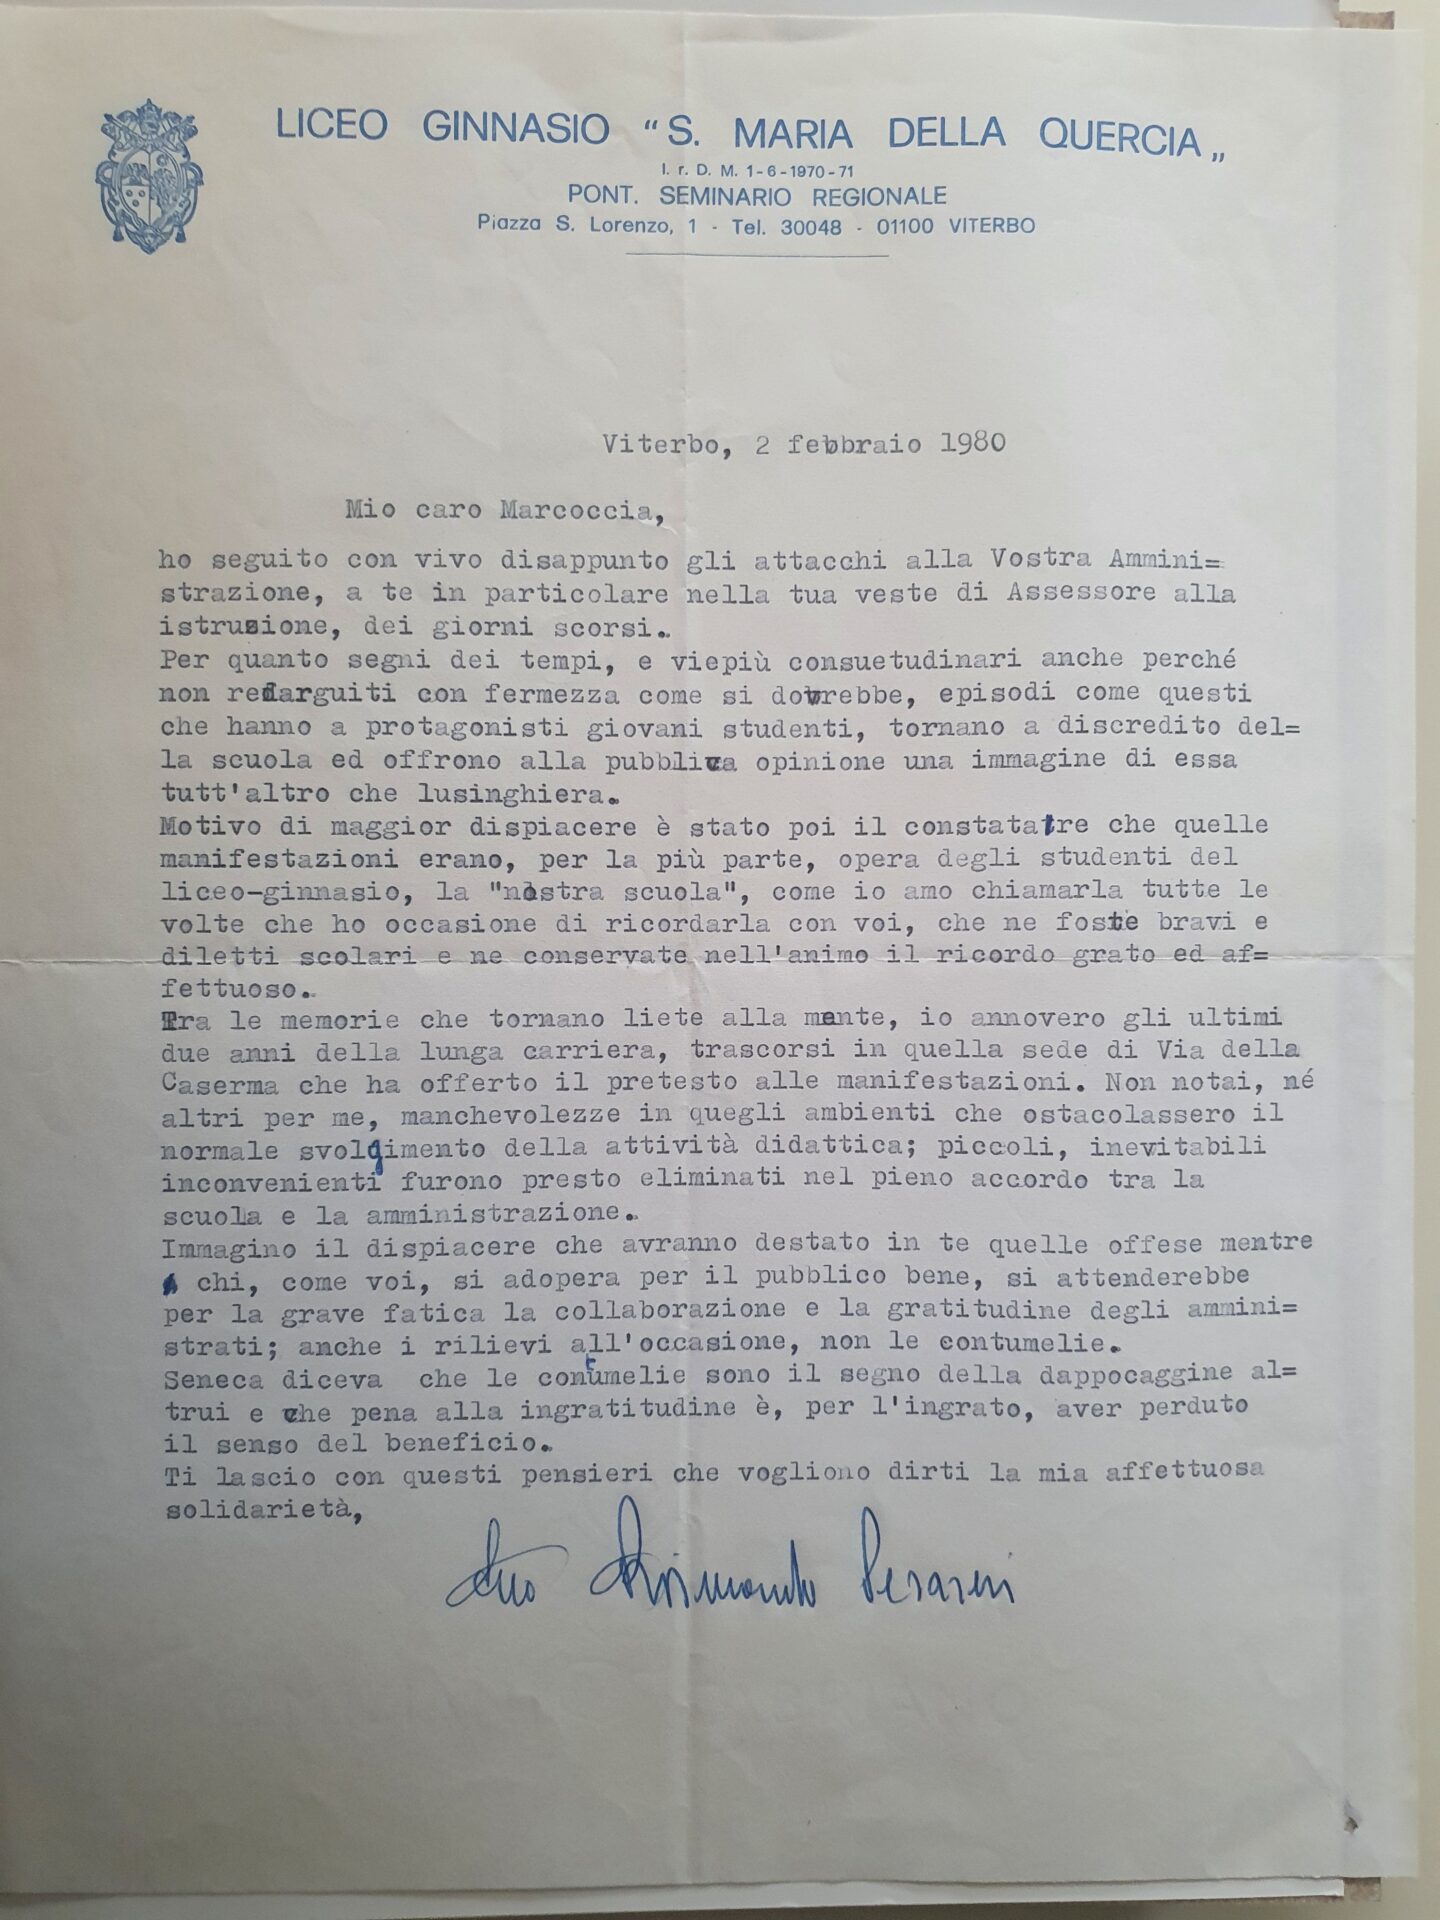 LICEO GINNASIO "S. MARIA DELLA QUERCIA„
I. r. D. M. 1-6-1970-71
PONT. SEMINARIO REGIONALE
Piazza S. Lorenzo, 1 - Tel. 30048 - 01100 VITERBO
Viterbo, 2 febbraio 1980
Mio caro Marcoccia,
ho seguito con vivo disappunto gli attacchi alla Vostra Ammini=
strazione, a te in particolare nella tua veste di Assessore alla
istruzione, dei giorni scorsi.
Per quanto segni dei tempi, e viepiù consuetudinari anche perché
non redarguiti con fermezza come si dovrebbe, episodi come questi
che hanno a protagonisti giovani studenti, tornano a discredito del=
la scuola ed offrono alla pubblica opinione una immagine di essa
tutt'altro che lusinghiera.
Motivo di maggior dispiacere è stato poi il constatare che quelle
manifestazioni erano, per la più parte, opera degli studenti del
liceo-ginnasio, la "nostra scuola", come io amo chiamarla tutte le
volte che ho occasione di ricordarla con voi, che ne foste bravi e
diletti scolari e ne conservate nell'animo il ricordo grato ed af=
fettuoso.
Tra le memorie che tornano liete alla mente, io annovero gli ultimi
due anni della lunga carriera, trascorsi in quella sede di Via della
Caserma che ha offerto il pretesto alle manifestazioni. Non notai, né
altri per me, manchevolezze in quegli ambienti che ostacolassero il
normale svolgimento della attività didattica; piccoli, inevitabili
inconvenienti furono presto eliminati nel pieno accordo tra la
scuola e la amministrazione.
Immagino il dispiacere che avranno destato in te quelle offese mentre
chi, come voi, si adopera per il pubblico bene, si attenderebbe
per la grave fatica la collaborazione e la gratitudine degli ammini=
strati; anche i rilievi all'occasione, non le contumelie.
Seneca diceva che le contumelie sono il segno della dappocaggine al=
trui e che pena alla ingratitudine è, per l'ingrato, aver perduto
il senso del beneficio.
Ti lascio con questi pensieri che vogliono dirti la mia affettuosa
solidarietà,